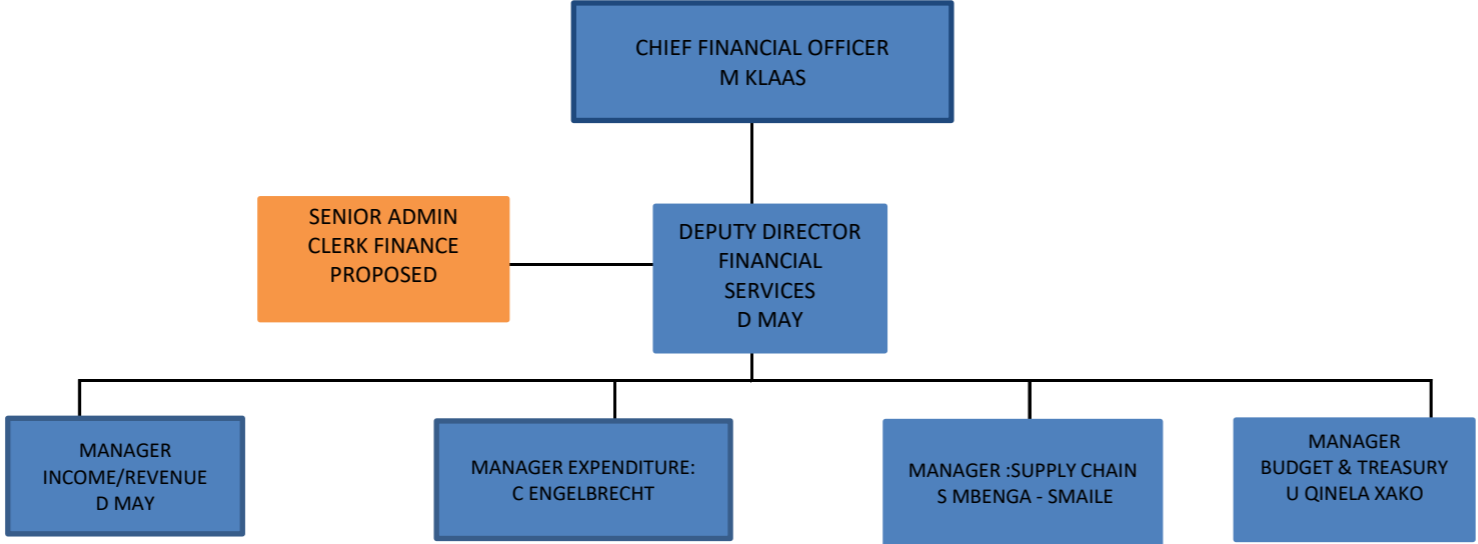 CHIEF FINANCIAL OFFICER
M KLAAS
SENIOR ADMIN
CLERK FINANCE
PROPOSED
DEPUTY DIRECTOR
FINANCIAL
SERVICES
D MAY
MANAGER
INCOME/REVENUE
D MAY
MANAGER EXPENDITURE:
C ENGELBRECHT
MANAGER :SUPPLY CHAIN
S MBENGA - SMAILE
MANAGER
BUDGET & TREASURY
U QINELA XAKO